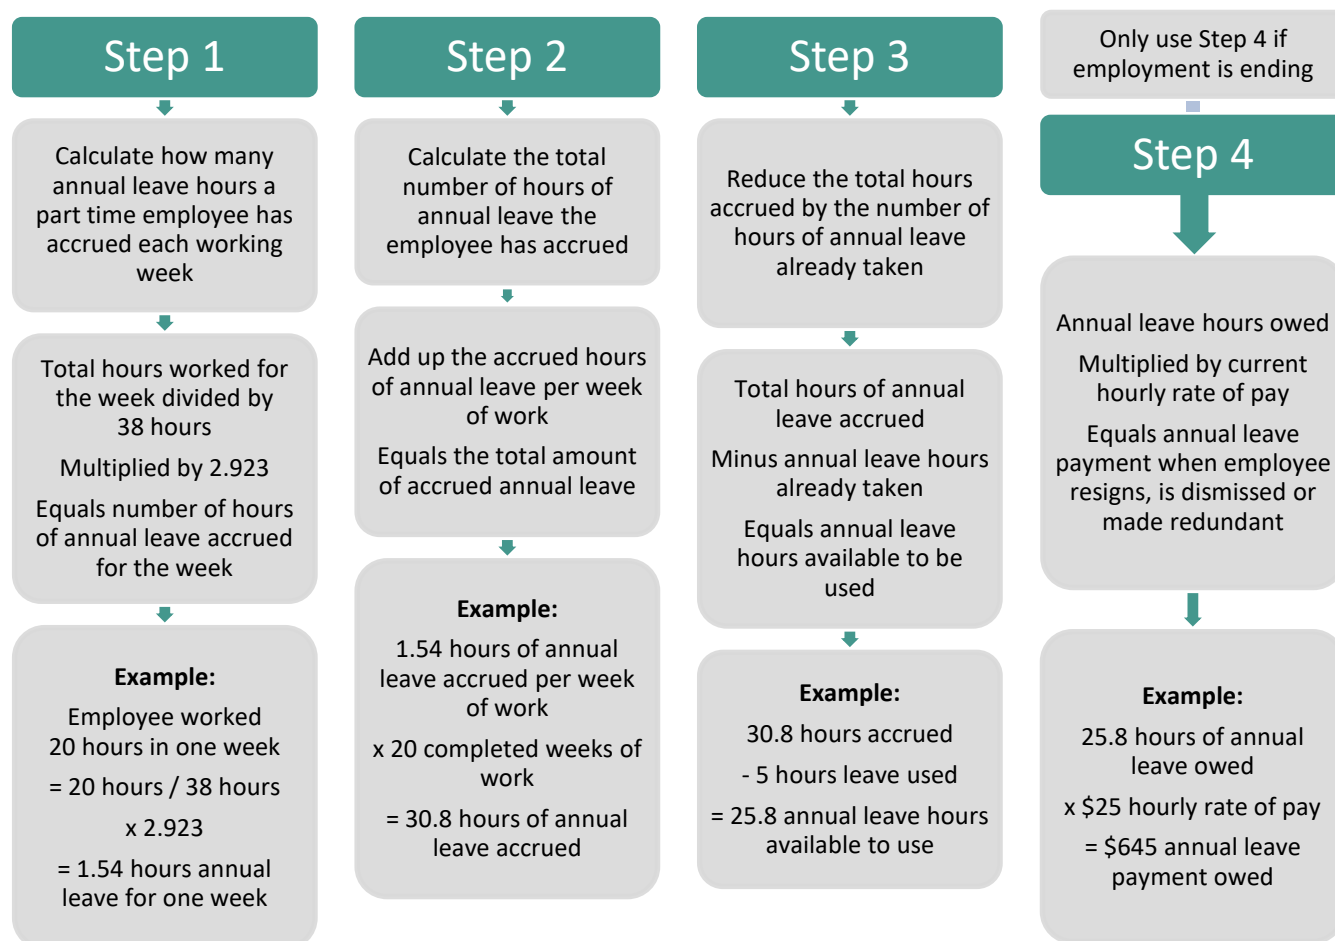 Step 1
Calculate how many
annual leave hours a
part time employee has
accrued each working
week
Total hours worked for
the week divided by
38 hours
Multiplied by 2.923
Equals number of hours
of annual leave accrued
for the week
Example:
Employee worked
20 hours in one week
= 20 hours / 38 hours
x 2.923
= 1.54 hours annual
leave for one week
Step 2
Calculate the total
number of hours of
annual leave the
employee has accrued
Add up the accrued hours
of annual leave per week
of work
Equals the total amount
of accrued annual leave
Example:
1.54 hours of annual
leave accrued per week
of work
x 20 completed weeks of
work
= 30.8 hours of annual
leave accrued
Step 3
Reduce the total hours
accrued by the number of
hours of annual leave
already taken
Total hours of annual
leave accrued
Minus annual leave hours
already taken
Equals annual leave
hours available to be
used
Example:
30.8 hours accrued
- 5 hours leave used
= 25.8 annual leave hours
available to use
Only use Step 4 if
employment is ending
Step 4
Annual leave hours owed
Multiplied by current
hourly rate of pay
Equals annual leave
payment when employee
resigns, is dismissed or
made redundant
Example:
25.8 hours of annual
leave owed
x $25 hourly rate of pay
= $645 annual leave
payment owed